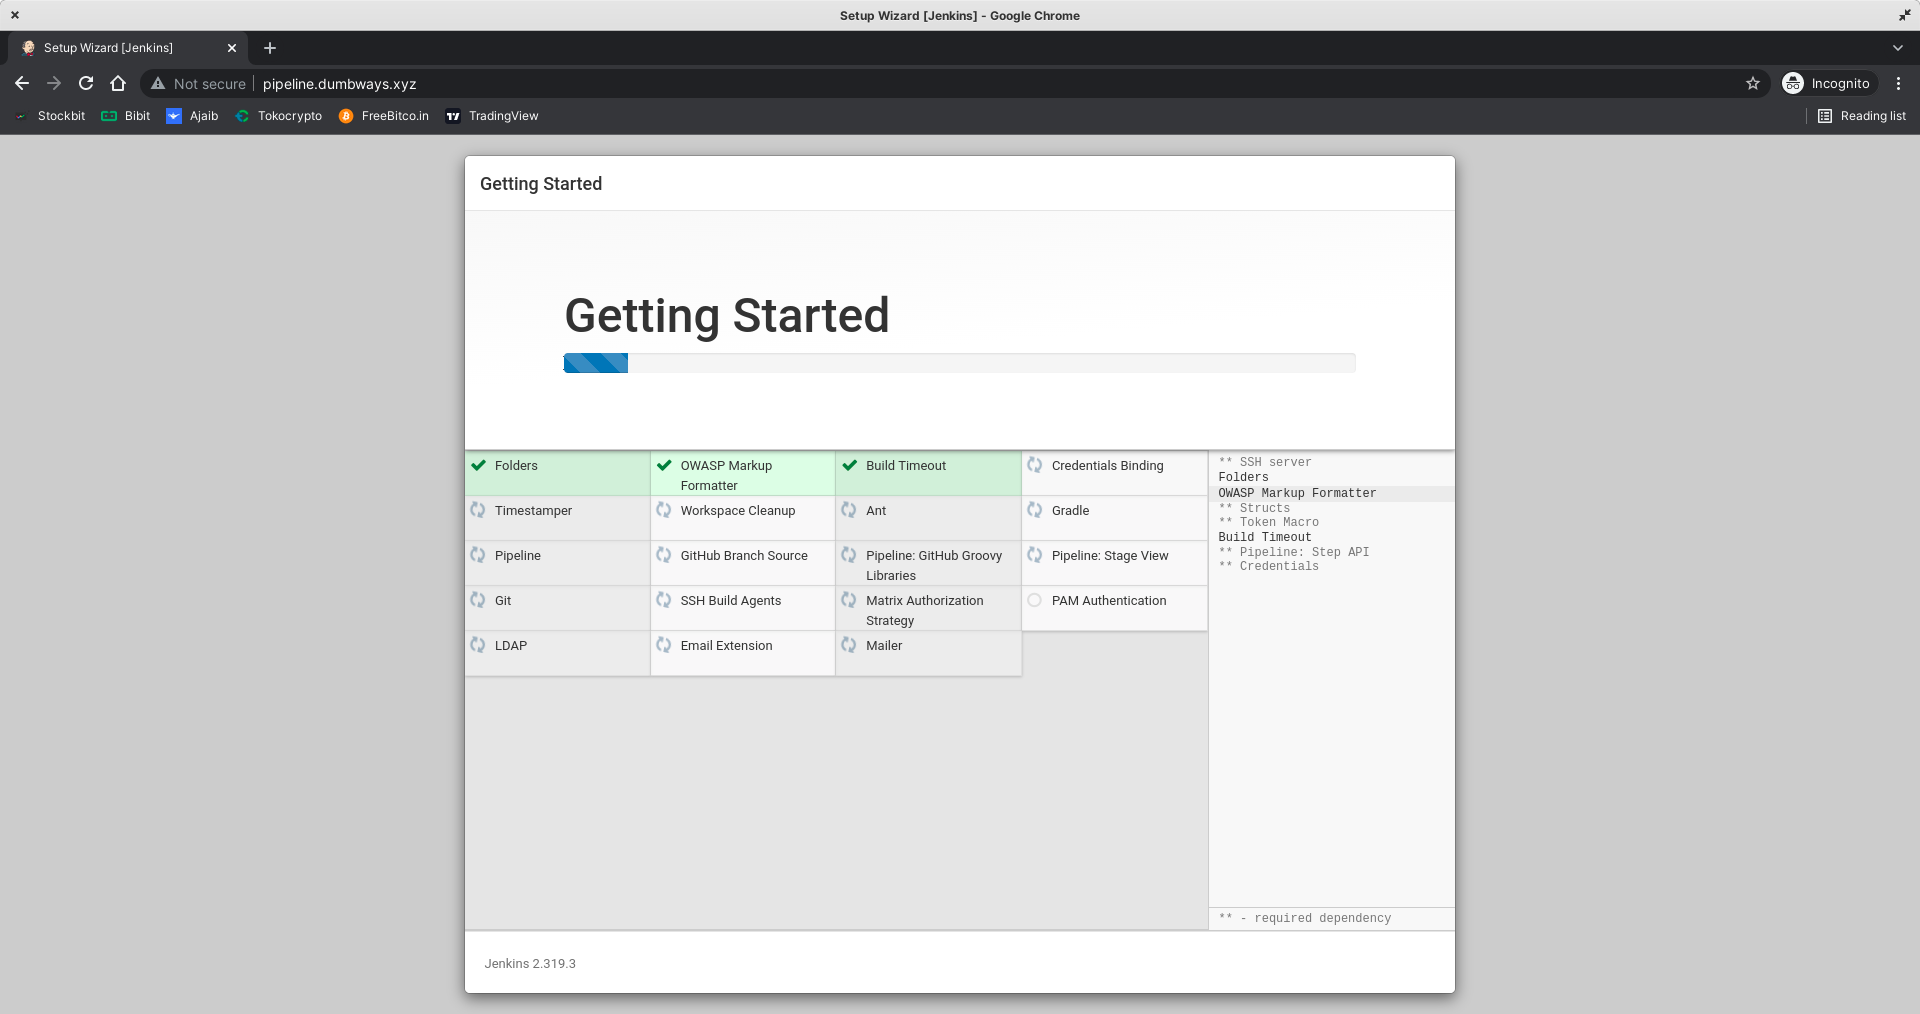 Setup Wizard [Jenkins] - Google Chrome
Setup Wizard [Jenkins]
Not secure pipeline.dumbways.xyz Incognito
Stockbit Bibit Ajaib Tokocrypto FreeBitco.in TradingView Reading list
Getting Started
Getting Started
Folders
OWASP Markup
Formatter
Build Timeout
Credentials Binding
Timestamper
Workspace Cleanup
Ant
Gradle
Pipeline
GitHub Branch Source
Pipeline: GitHub Groovy
Libraries
Pipeline: Stage View
Git
SSH Build Agents
Matrix Authorization
Strategy
PAM Authentication
LDAP
Email Extension
Mailer
** SSH server
Folders
OWASP Markup Formatter
** Structs
** Token Macro
Build Timeout
** Pipeline: Step API
** Credentials
** - required dependency
Jenkins 2.319.3